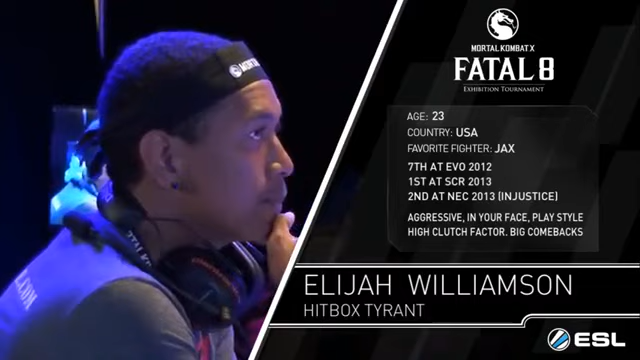 MORTAL KOMBAT X
FATAL 8
EXHIBITION TOURNAMENT
AGE: 23
COUNTRY: USA
FAVORITE FIGHTER: JAX
7TH AT EVO 2012
1ST AT SCR 2013
2ND AT NEC 2013 (INJUSTICE)
AGGRESSIVE, IN YOUR FACE, PLAY STYLE
HIGH CLUTCH FACTOR. BIG COMEBACKS
ELIJAH WILLIAMSON
HITBOX TYRANT
ESL